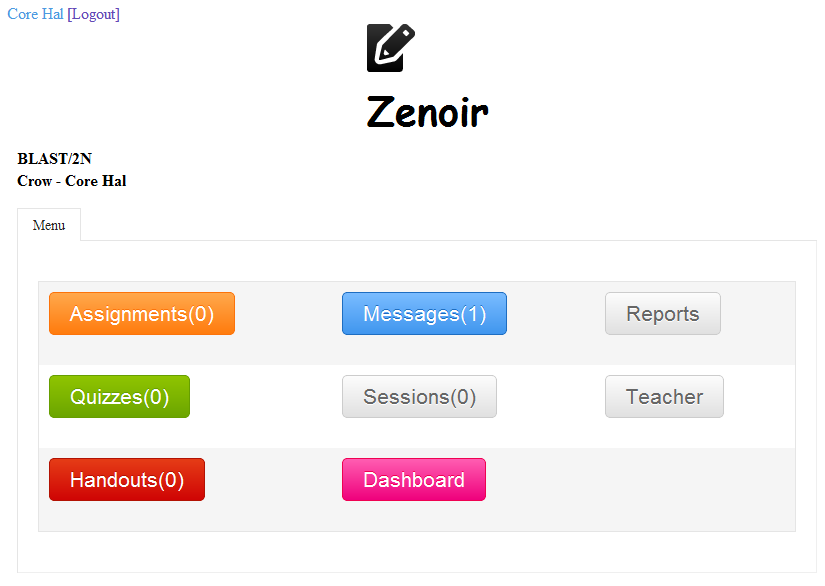 Core Hal [Logout]
Zenoir
BLAST/2N
Crow - Core Hal
Menu
Assignments(0) Messages(1) Reports
Quizzes(0) Sessions(0) Teacher
Handouts(0) Dashboard